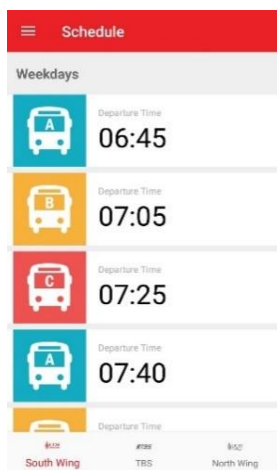 Schedule
Weekdays
A
Departure Time
06:45
B
Departure Time
07:05
C
Departure Time
07:25
A
Departure Time
07:40
Departure Time
South Wing
TBS
North Wing